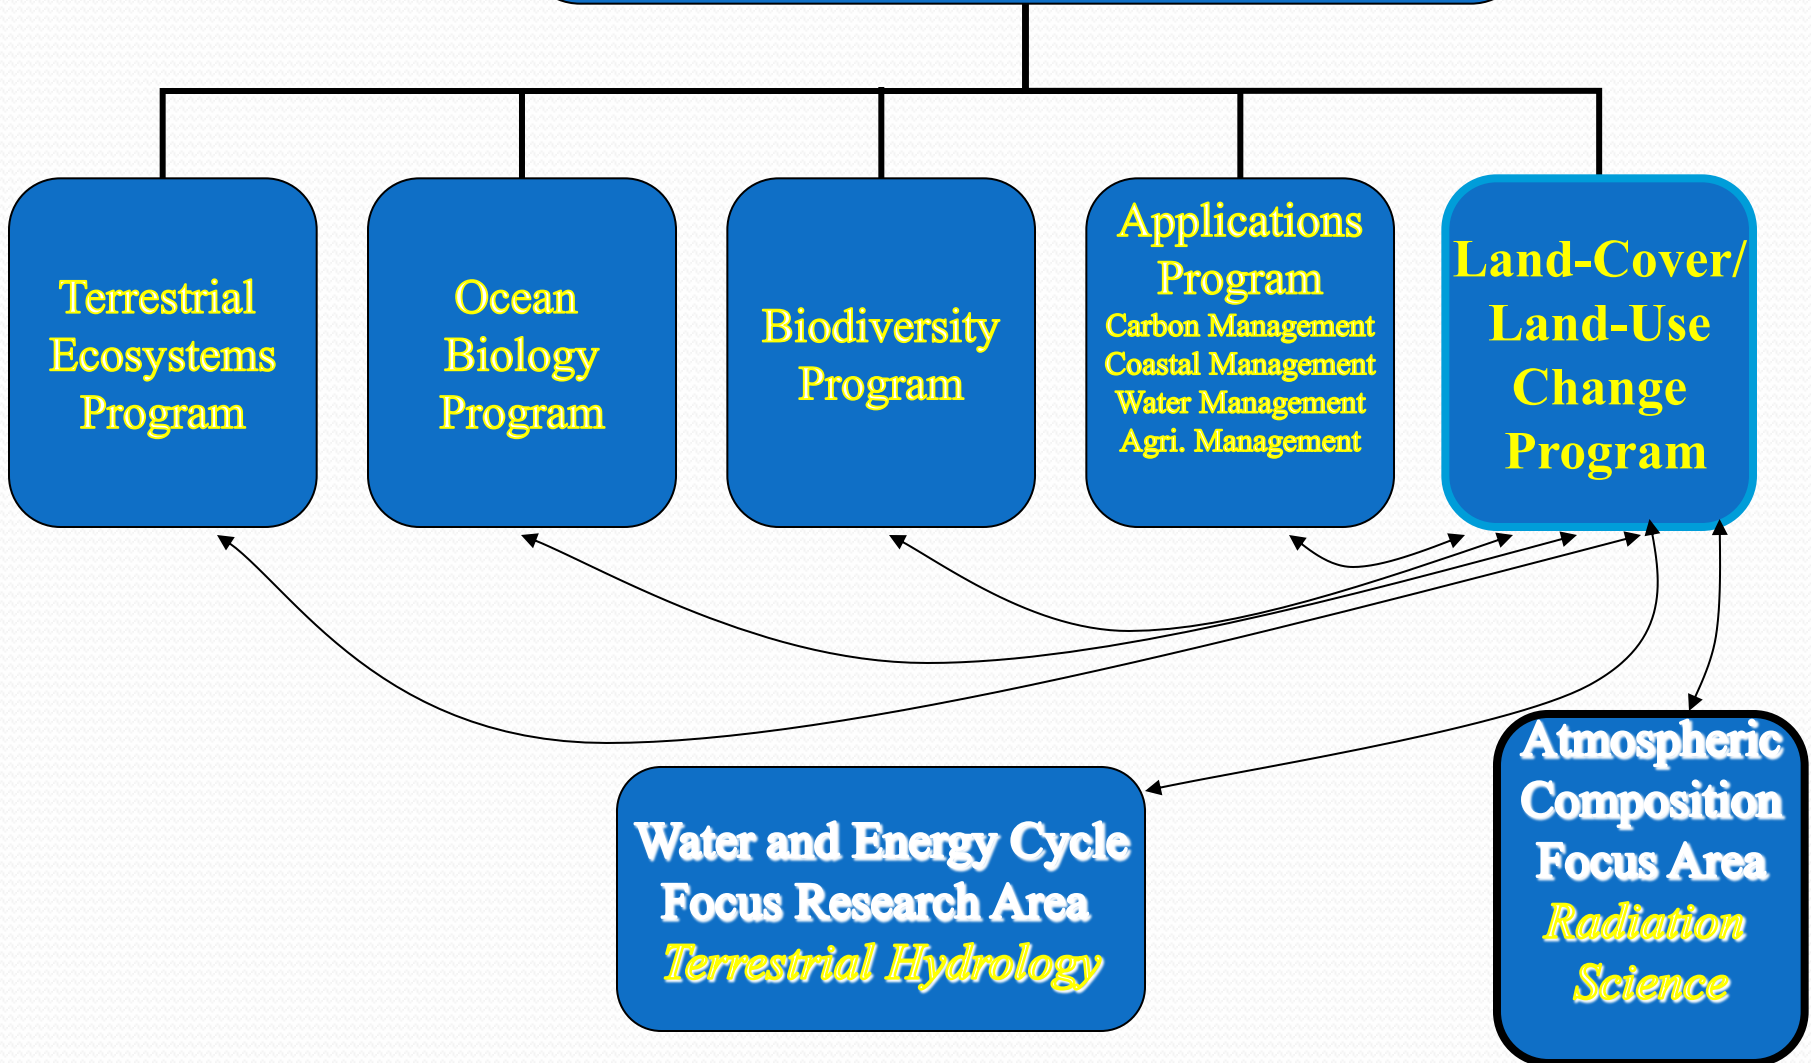 Terrestrial
Ecosystems
Program
Ocean
Biology
Program
Biodiversity
Program
Applications
Program
Carbon Management
Coastal Management
Water Management
Agri. Management
Land-Cover/
Land-Use
Change
Program
Water and Energy Cycle
Focus Research Area
Terrestrial Hydrology
Atmospheric
Composition
Focus Area
Radiation
Science